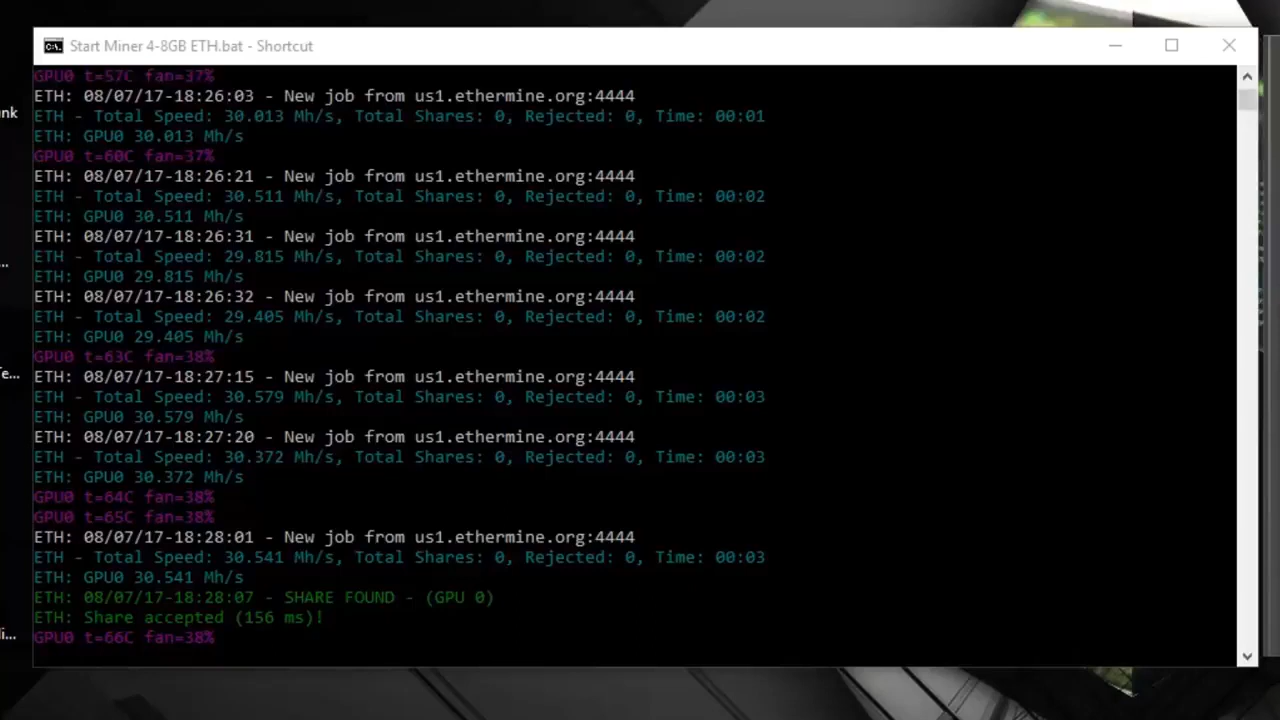 Start Miner 4-8GB ETH.bat - Shortcut
GPU0 t=57C fan=37%
ETH: 08/07/17-18:26:03 - New job from us1.ethermine.org:4444
ETH - Total Speed: 30.013 Mh/s, Total Shares: 0, Rejected: 0, Time: 00:01
ETH: GPU0 30.013 Mh/s
GPU0 t=60C fan=37%
ETH: 08/07/17-18:26:21 - New job from us1.ethermine.org:4444
ETH - Total Speed: 30.511 Mh/s, Total Shares: 0, Rejected: 0, Time: 00:02
ETH: GPU0 30.511 Mh/s
ETH: 08/07/17-18:26:31 - New job from us1.ethermine.org:4444
ETH - Total Speed: 29.815 Mh/s, Total Shares: 0, Rejected: 0, Time: 00:02
ETH: GPU0 29.815 Mh/s
ETH: 08/07/17-18:26:32 - New job from us1.ethermine.org:4444
ETH - Total Speed: 29.405 Mh/s, Total Shares: 0, Rejected: 0, Time: 00:02
ETH: GPU0 29.405 Mh/s
GPU0 t=63C fan=38%
ETH: 08/07/17-18:27:15 - New job from us1.ethermine.org:4444
ETH - Total Speed: 30.579 Mh/s, Total Shares: 0, Rejected: 0, Time: 00:03
ETH: GPU0 30.579 Mh/s
ETH: 08/07/17-18:27:20 - New job from us1.ethermine.org:4444
ETH - Total Speed: 30.372 Mh/s, Total Shares: 0, Rejected: 0, Time: 00:03
ETH: GPU0 30.372 Mh/s
GPU0 t=64C fan=38%
GPU0 t=65C fan=38%
ETH: 08/07/17-18:28:01 - New job from us1.ethermine.org:4444
ETH - Total Speed: 30.541 Mh/s, Total Shares: 0, Rejected: 0, Time: 00:03
ETH: GPU0 30.541 Mh/s
ETH: 08/07/17-18:28:07 - SHARE FOUND - (GPU 0)
ETH: Share accepted (156 ms)!
GPU0 t=66C fan=38%